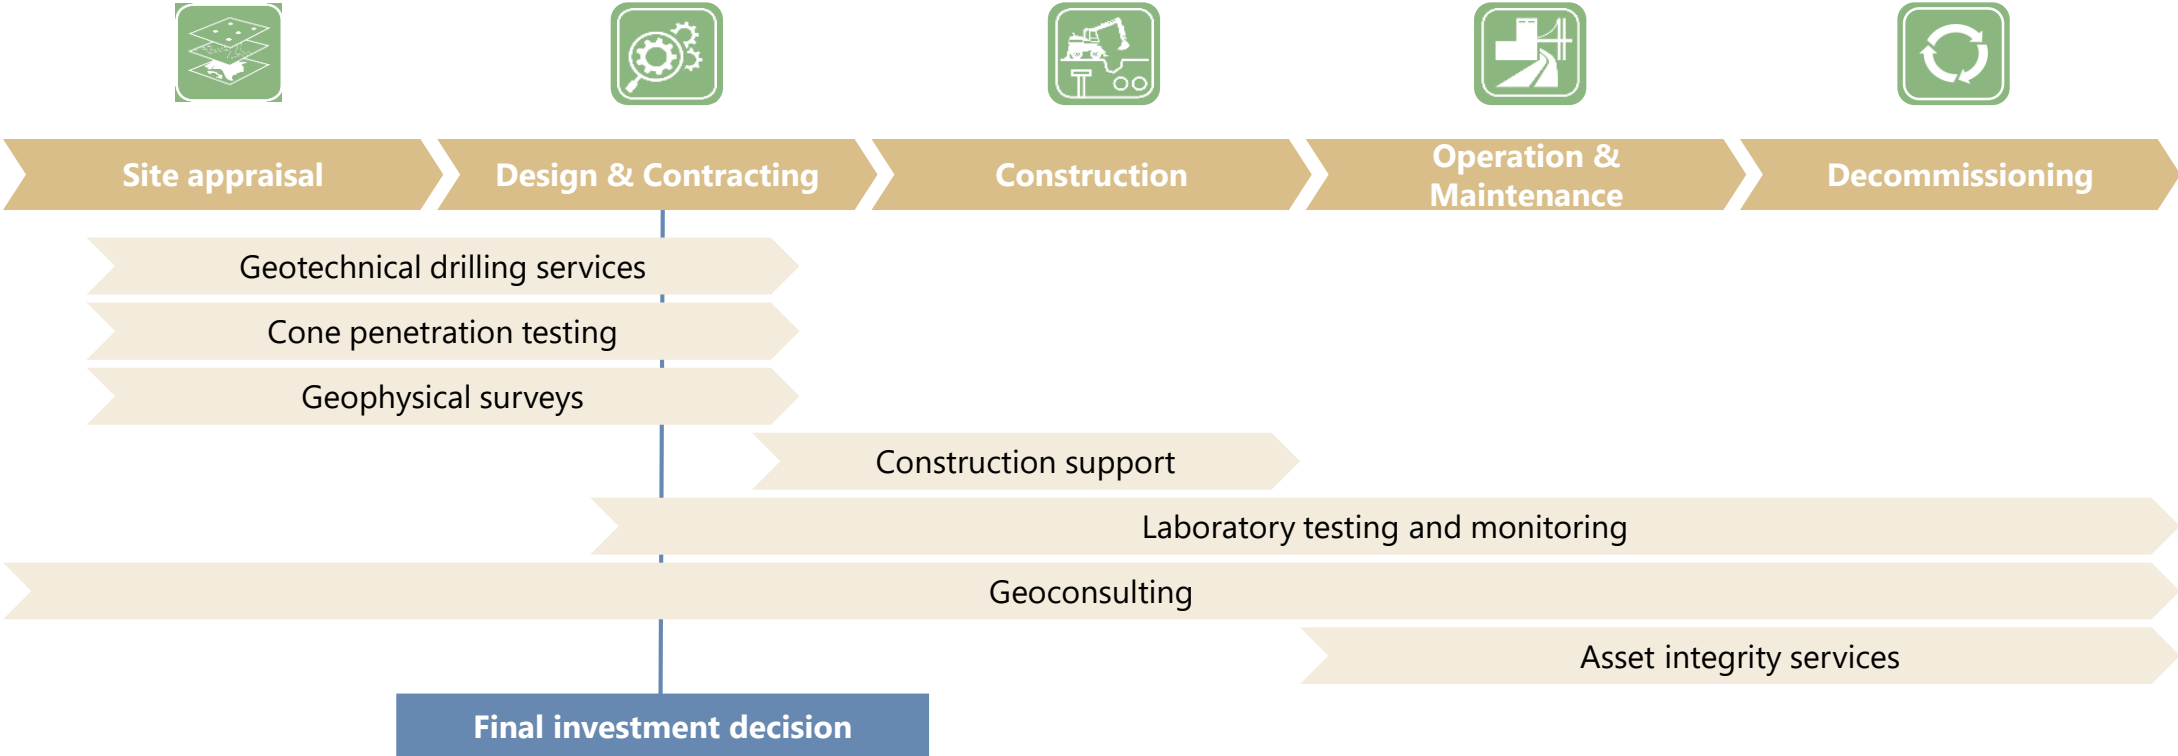 Site appraisal
Design & Contracting
Construction
Operation &
Maintenance
Decommissioning
Geotechnical drilling services
Cone penetration testing
Geophysical surveys
Construction support
Laboratory testing and monitoring
Geoconsulting
Asset integrity services
Final investment decision